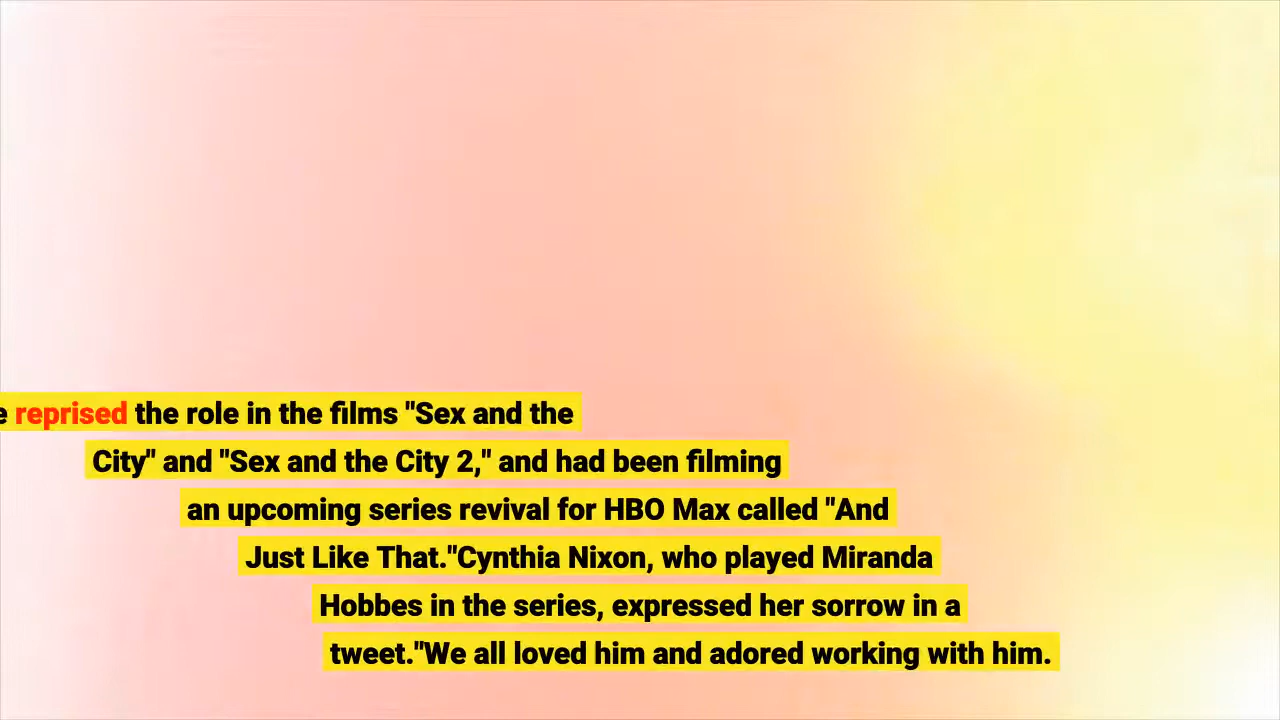 reprised the role in the films "Sex and the
City" and "Sex and the City 2," and had been filming
an upcoming series revival for HBO Max called "And
Just Like That."Cynthia Nixon, who played Miranda
Hobbes in the series, expressed her sorrow in a
tweet."We all loved him and adored working with him.